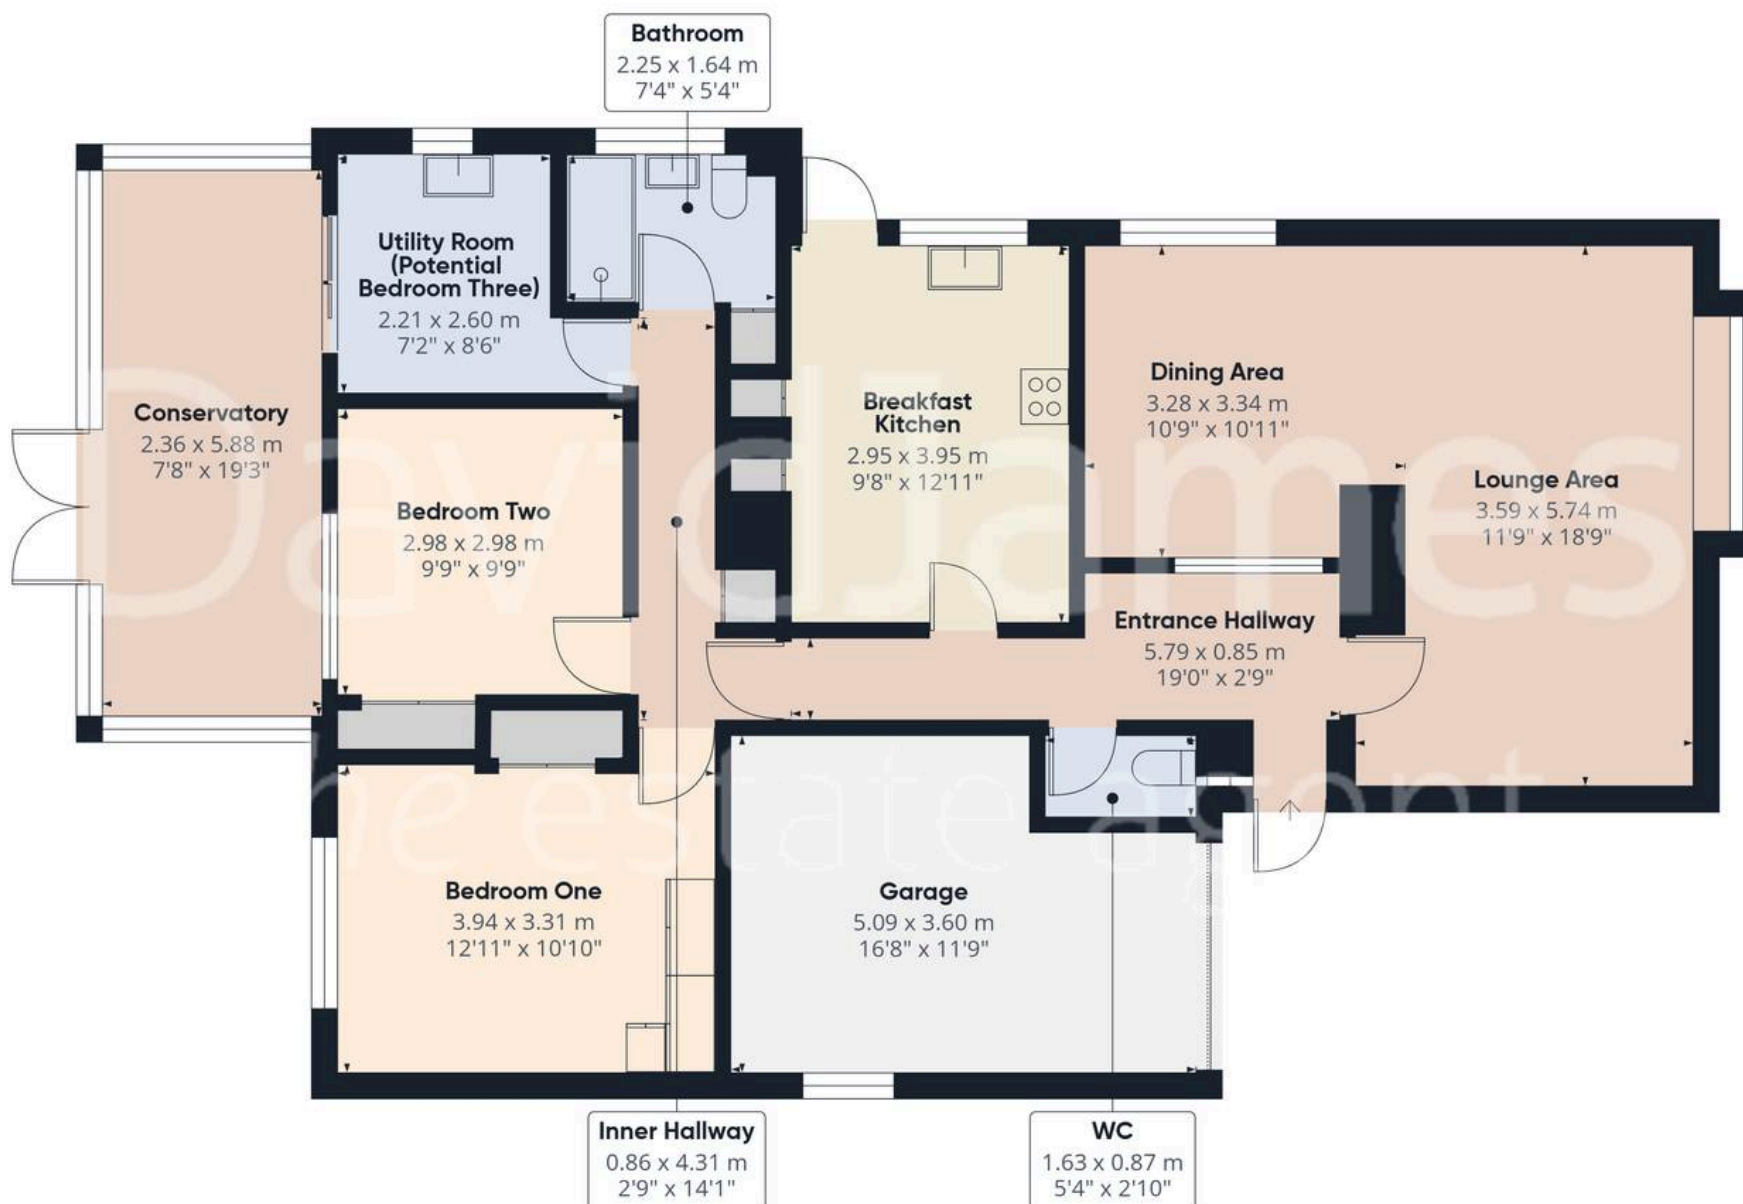 Bathroom
2.25 x 1.64 m
7'4" x 5'4"
Utility Room
(Potential
Bedroom Three)
2.21 x 2.60 m
7'2" x 8'6"
Conservatory
2.36 x 5.88 m
7'8" x 19'3"
Breakfast
Kitchen
2.95 x 3.95 m
9'8" x 12'11"
Dining Area
3.28 x 3.34 m
10'9" x 10'11"
Lounge Area
3.59 x 5.74 m
11'9" x 18'9"
Bedroom Two
2.98 x 2.98 m
9'9" x 9'9"
Entrance Hallway
5.79 x 0.85 m
19'0" x 2'9"
Bedroom One
3.94 x 3.31 m
12'11" x 10'10"
Garage
5.09 x 3.60 m
16'8" x 11'9"
Inner Hallway
0.86 x 4.31 m
2'9" x 14'1"
WC
1.63 x 0.87 m
5'4" x 2'10"
DavidJames
the estate agent